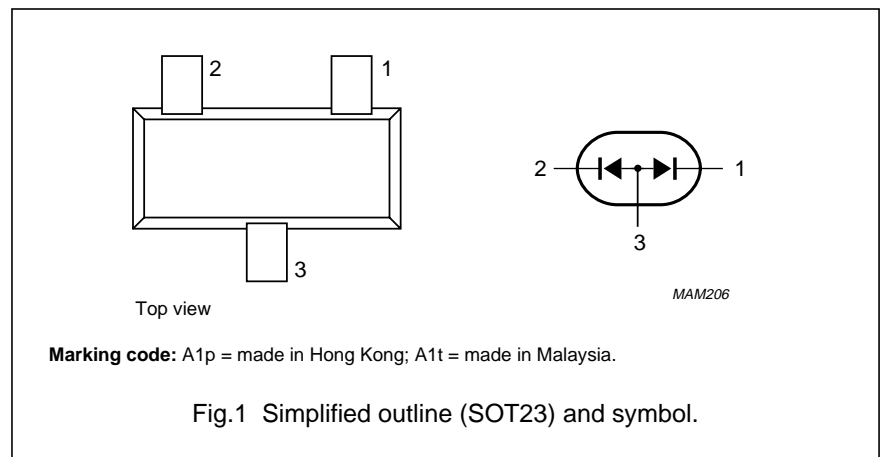 2
1
3
Top view
2
1
3
MAM206
Marking code: A1p = made in Hong Kong; A1t = made in Malaysia.
Fig.1 Simplified outline (SOT23) and symbol.